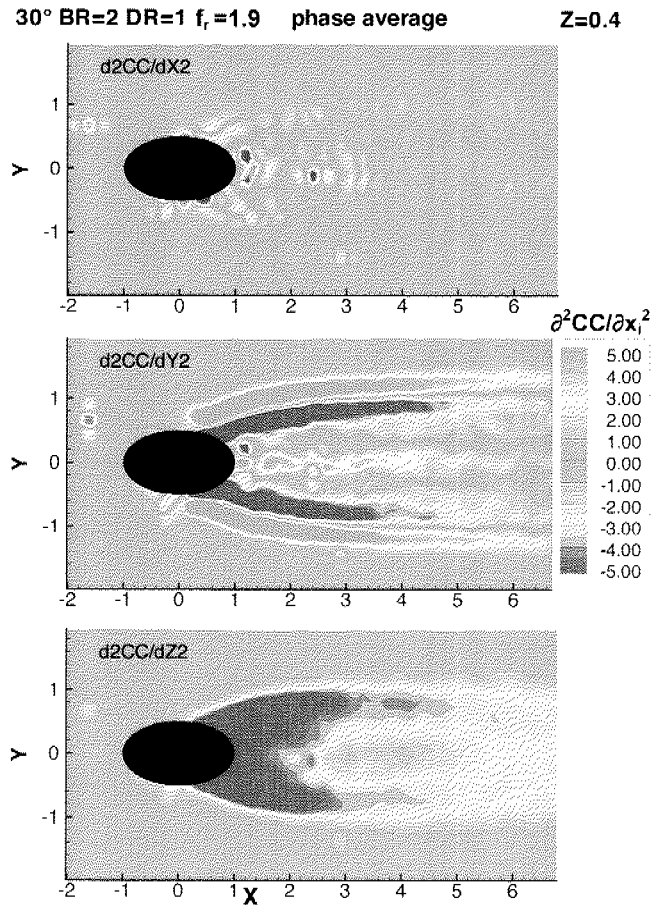 30° BR=2 DR=1 fᵣ=1.9 phase average Z=0.4
d2CC/dX2
Y
1
0
-1
-2 -1 0 1 2 3 4 5 6
d2CC/dY2
Y
1
0
-1
-2 -1 0 1 2 3 4 5 6
∂²CC/∂xᵢ²
5.00
4.00
3.00
2.00
1.00
0.00
-1.00
-2.00
-3.00
-4.00
-5.00
d2CC/dZ2
Y
1
0
-1
-2 -1 0 1 2 3 4 5 6
X